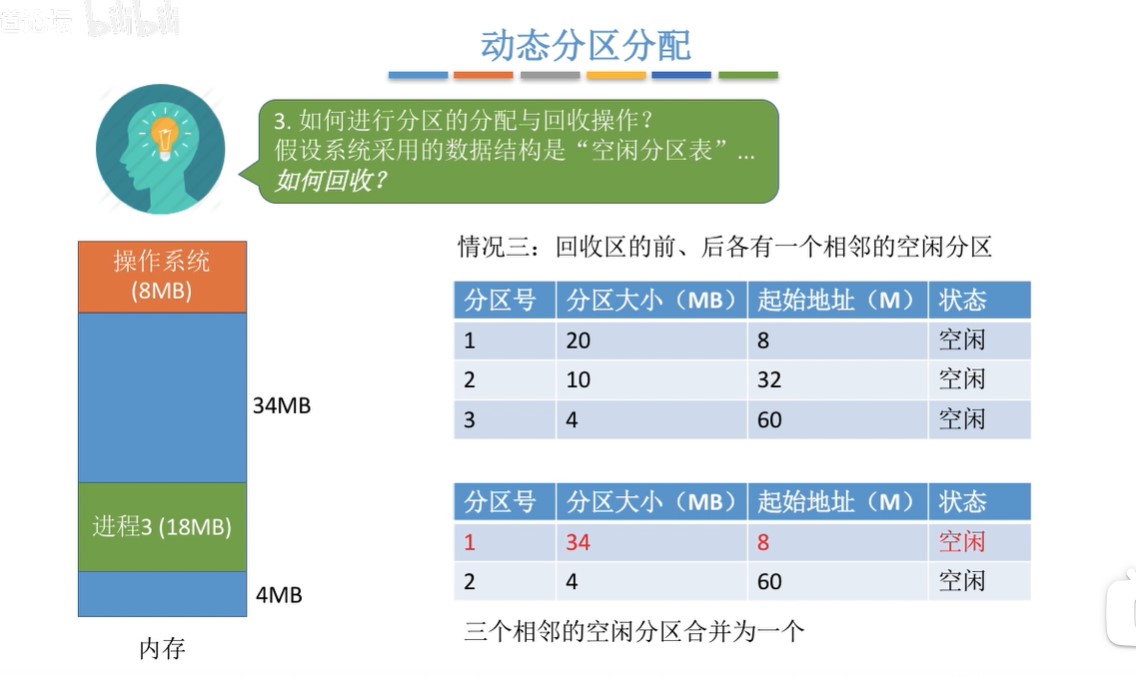 道论坛 bilibili
动态分区分配
3. 如何进行分区的分配与回收操作？
假设系统采用的数据结构是“空闲分区表”...
如何回收？
操作系统
(8MB)
34MB
进程3 (18MB)
4MB
内存
情况三：回收区的前、后各有一个相邻的空闲分区
分区号 分区大小（MB） 起始地址（M） 状态
1 20 8 空闲
2 10 32 空闲
3 4 60 空闲
分区号 分区大小（MB） 起始地址（M） 状态
1 34 8 空闲
2 4 60 空闲
三个相邻的空闲分区合并为一个